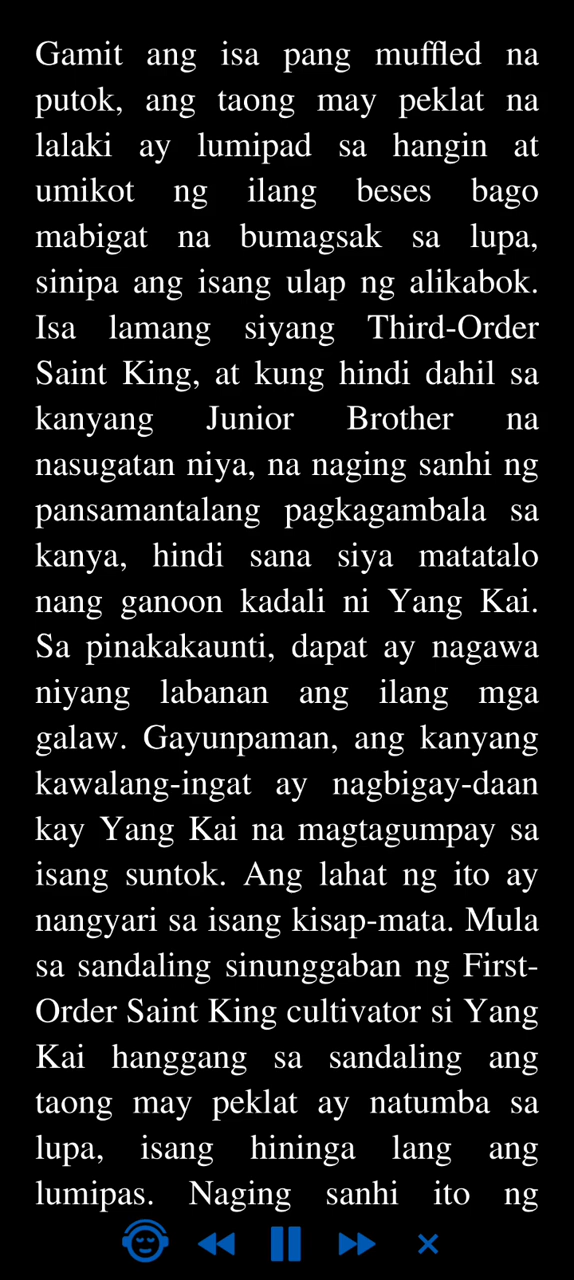 Gamit ang isa pang muffled na
putok, ang taong may peklat na
lalaki ay lumipad sa hangin at
umikot ng ilang beses bago
mabigat na bumagsak sa lupa,
sinipa ang isang ulap ng alikabok.
Isa lamang siyang Third-Order
Saint King, at kung hindi dahil sa
kanyang Junior Brother na
nasugatan niya, na naging sanhi ng
pansamantalang pagkagambala sa
kanya, hindi sana siya matatalo
nang ganoon kadali ni Yang Kai.
Sa pinakakaunti, dapat ay nagawa
niyang labanan ang ilang mga
galaw. Gayunpaman, ang kanyang
kawalang-ingat ay nagbigay-daan
kay Yang Kai na magtagumpay sa
isang suntok. Ang lahat ng ito ay
nangyari sa isang kisap-mata. Mula
sa sandaling sinunggaban ng First-
Order Saint King cultivator si Yang
Kai hanggang sa sandaling ang
taong may peklat ay natumba sa
lupa, isang hininga lang ang
lumipas. Naging sanhi ito ng